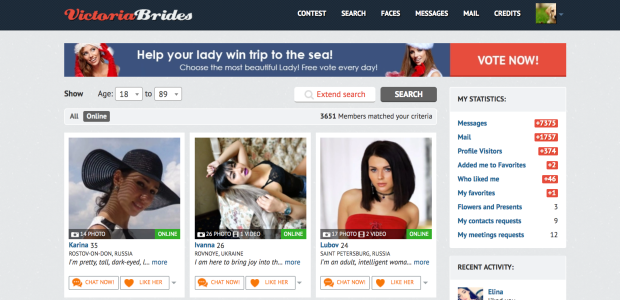 VictoriaBrides
CONTEST SEARCH FACES MESSAGES MAIL CREDITS
Help your lady win trip to the sea!
Choose the most beautiful Lady! Free vote every day!
VOTE NOW!
Show Age: 18 to 89
Extend search
SEARCH
All Online
3651 Members matched your criteria
14 PHOTO ONLINE
Karina 35
ROSTOV-ON-DON, RUSSIA
I'm pretty, tall, dark-eyed, I... more
CHAT NOW! LIKE HER
26 PHOTO 1 VIDEO ONLINE
Ivanna 26
ROVNOYE, UKRAINE
I am here to bring joy into th... more
CHAT NOW! LIKE HER
17 PHOTO 2 VIDEO ONLINE
Lubov 24
SAINT PETERSBURG, RUSSIA
I'm an adult, intelligent woma... more
CHAT NOW! LIKE HER
MY STATISTICS:
Messages +7375
Mail +1757
Profile Visitors +374
Added me to Favorites +2
Who liked me +46
My favorites +1
Flowers and Presents 3
My contacts requests 9
My meetings requests 12
RECENT ACTIVITY:
Elina